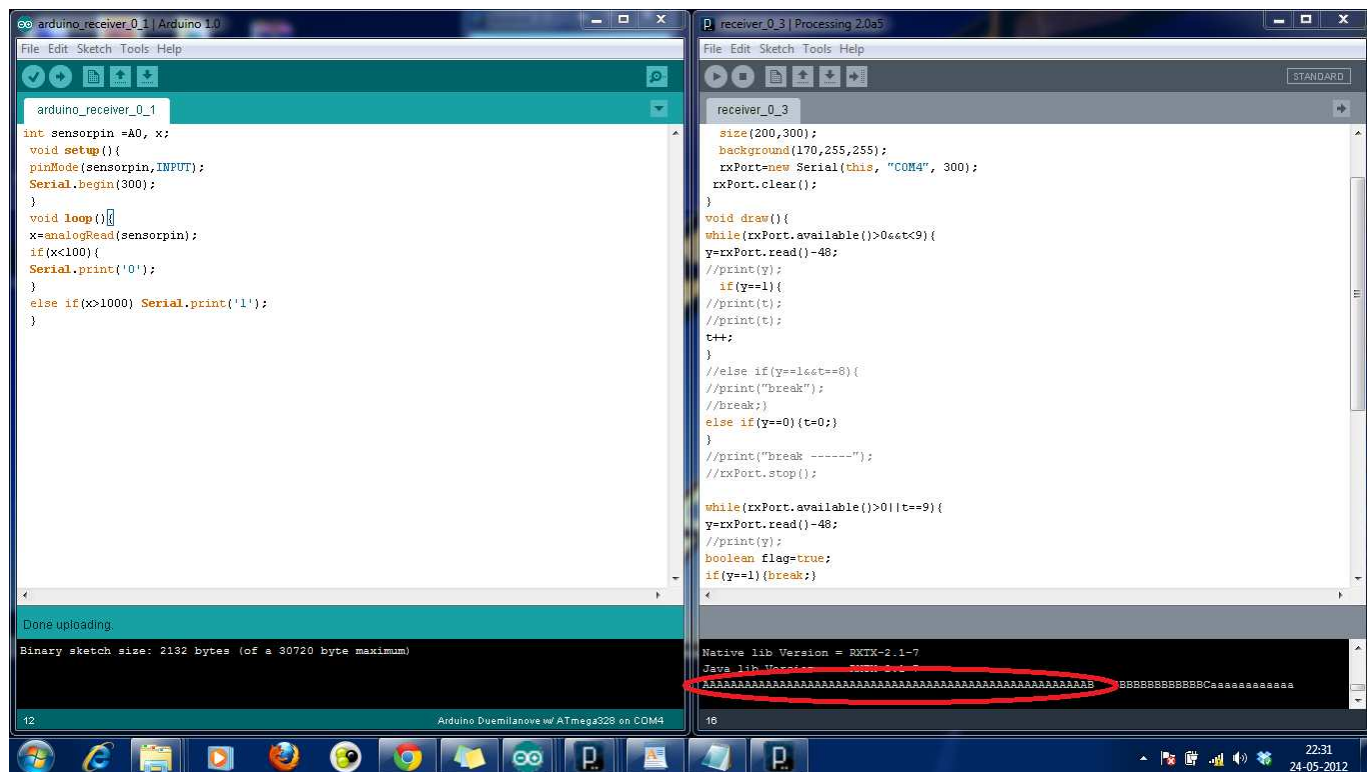 arduino_receiver_0_1 | Arduino 1.0
File Edit Sketch Tools Help
arduino_receiver_0_1
int sensorpin =A0, x;
void setup(){
pinMode(sensorpin,INPUT);
Serial.begin(300);
}
void loop(){
x=analogRead(sensorpin);
if(x<100){
Serial.print('0');
}
else if(x>1000) Serial.print('1');
}
Done uploading.
Binary sketch size: 2132 bytes (of a 30720 byte maximum)
12
Arduino Duemilanove w/ ATmega328 on COM4
receiver_0_3 | Processing 2.0a5
File Edit Sketch Tools Help
STANDARD
receiver_0_3
size(200,300);
background(170,255,255);
rxPort=new Serial(this, "COM4", 300);
rxPort.clear();
}
void draw(){
while(rxPort.available()>0&&t<9){
y=rxPort.read()-48;
//print(y);
if(y==1){
//print(t);
//print(t);
t++;
}
//else if(y==1&&t==8){
//print("break");
//break;}
else if(y==0){t=0;}
}
//print("break ------");
//rxPort.stop();
while(rxPort.available()>0||t==9){
y=rxPort.read()-48;
//print(y);
boolean flag=true;
if(y==1){break;}
Native lib Version = RXTX-2.1-7
Java lib Version = RXTX-2.1-7
16
22:31
24-05-2012